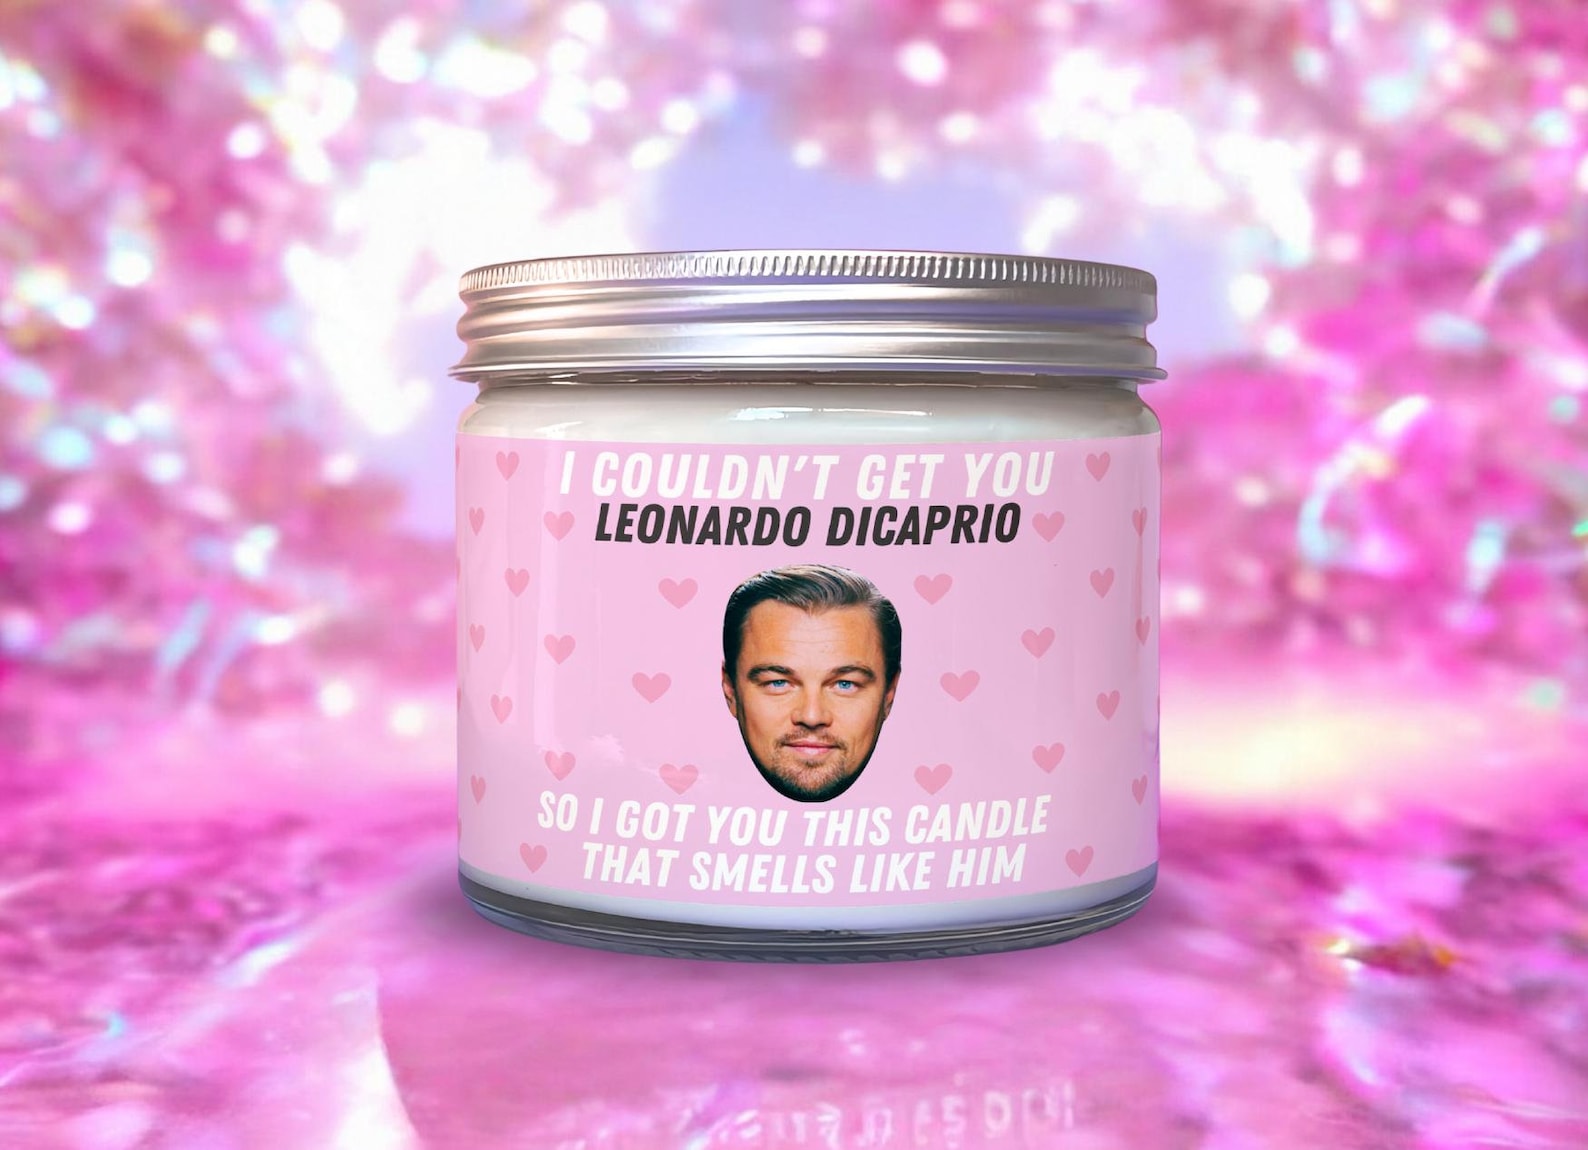 I COULDN'T GET YOU
LEONARDO DICAPRIO
SO I GOT YOU THIS CANDLE
THAT SMELLS LIKE HIM